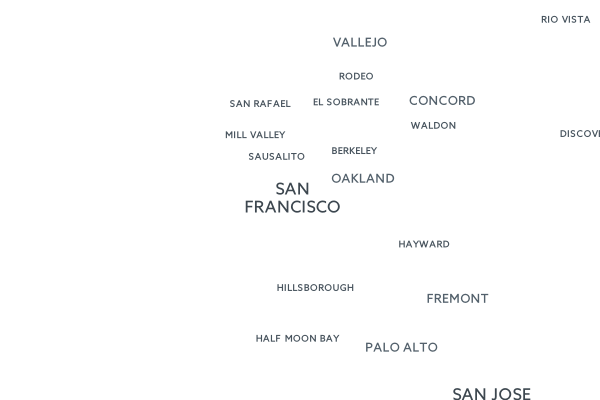 RIO VISTA
VALLEJO
RODEO
SAN RAFAEL
EL SOBRANTE
CONCORD
WALDON
MILL VALLEY
DISCOV
BERKELEY
SAUSALITO
OAKLAND
SAN
FRANCISCO
HAYWARD
HILLSBOROUGH
FREMONT
HALF MOON BAY
PALO ALTO
SAN JOSE